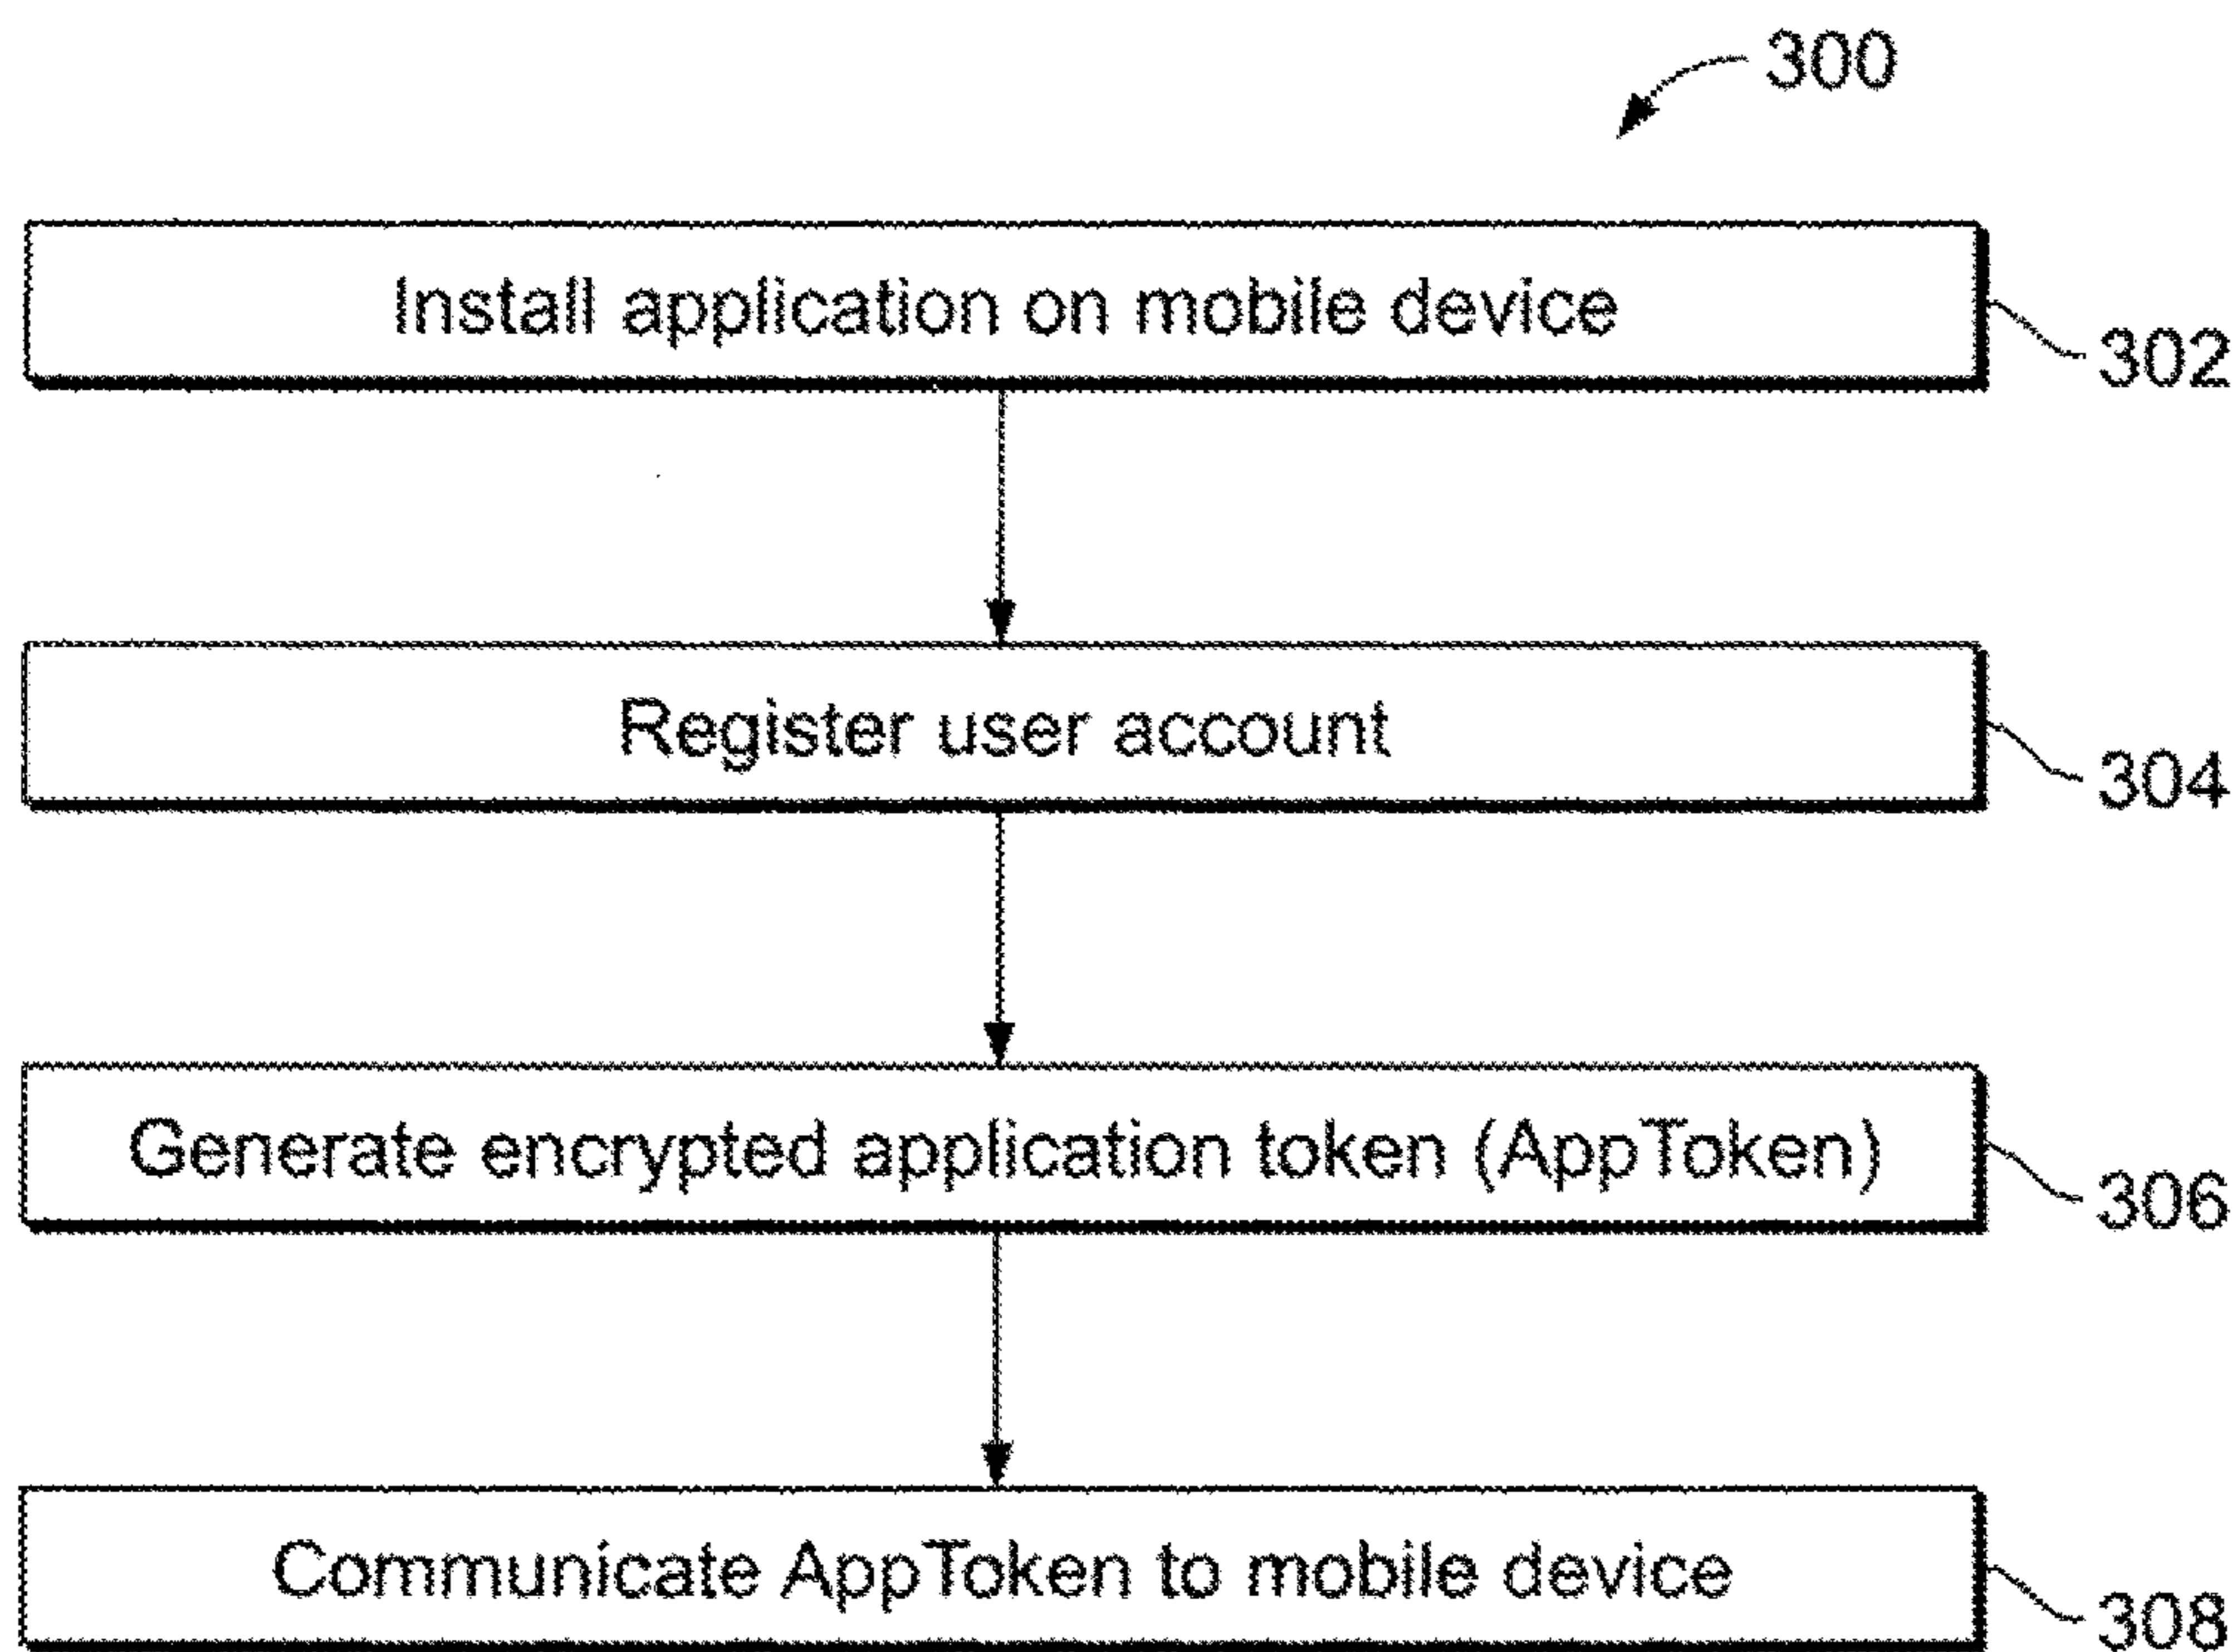 300
Install application on mobile device
302
Register user account
304
Generate encrypted application token (AppToken)
306
Communicate AppToken to mobile device
308